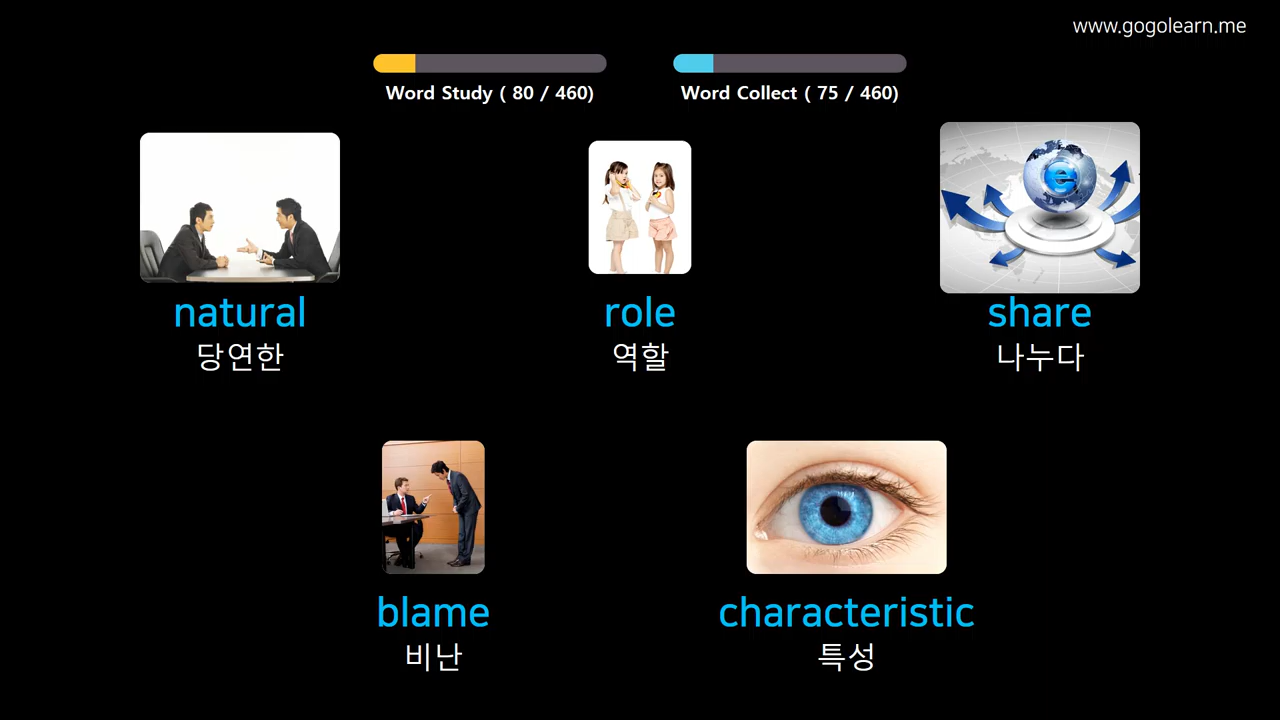 www.gogolearn.me
Word Study ( 80 / 460)
Word Collect ( 75 / 460)
natural
당연한
role
역할
share
나누다
blame
비난
characteristic
특성